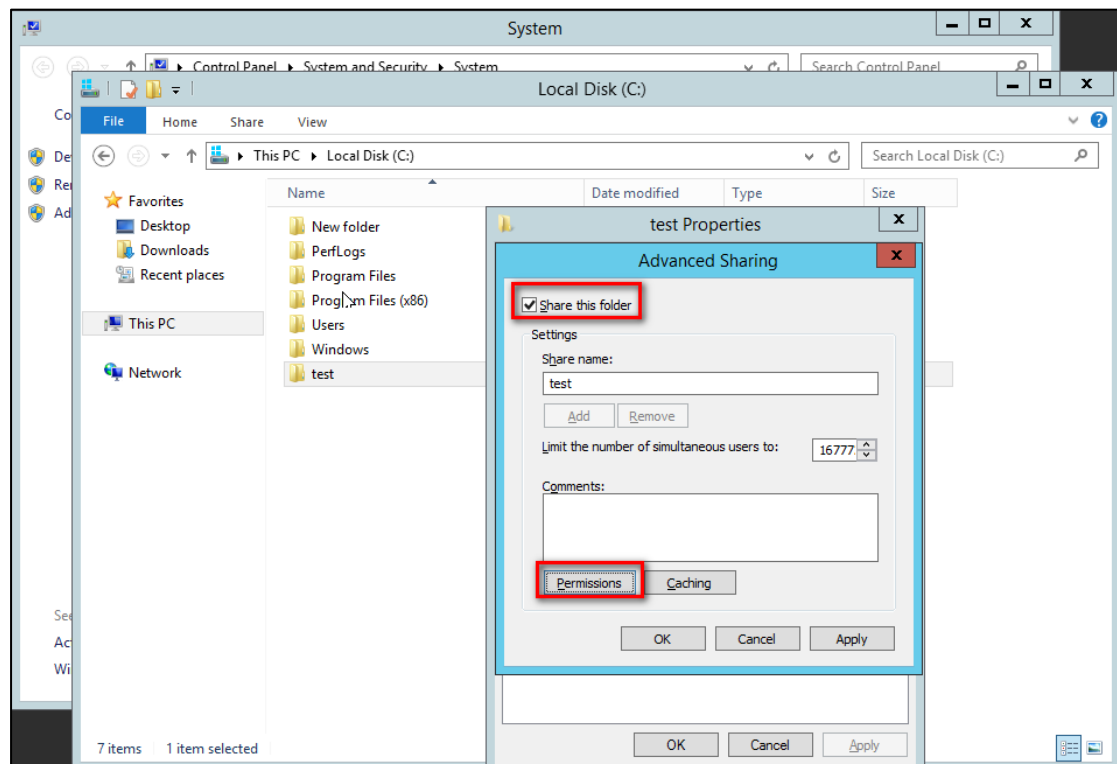 System
Control Panel System and Security System
Search Control Panel
Local Disk (C:)
File Home Share View
This PC Local Disk (C:)
Search Local Disk (C:)
Name Date modified Type Size
Favorites
Desktop
Downloads
Recent places
This PC
Network
New folder
PerfLogs
Program Files
Program Files (x86)
Users
Windows
test
test Properties
Advanced Sharing
Share this folder
Settings
Share name:
test
Add Remove
Limit the number of simultaneous users to: 16777
Comments:
Permissions Caching
OK Cancel Apply
OK Cancel Apply
7 items 1 item selected